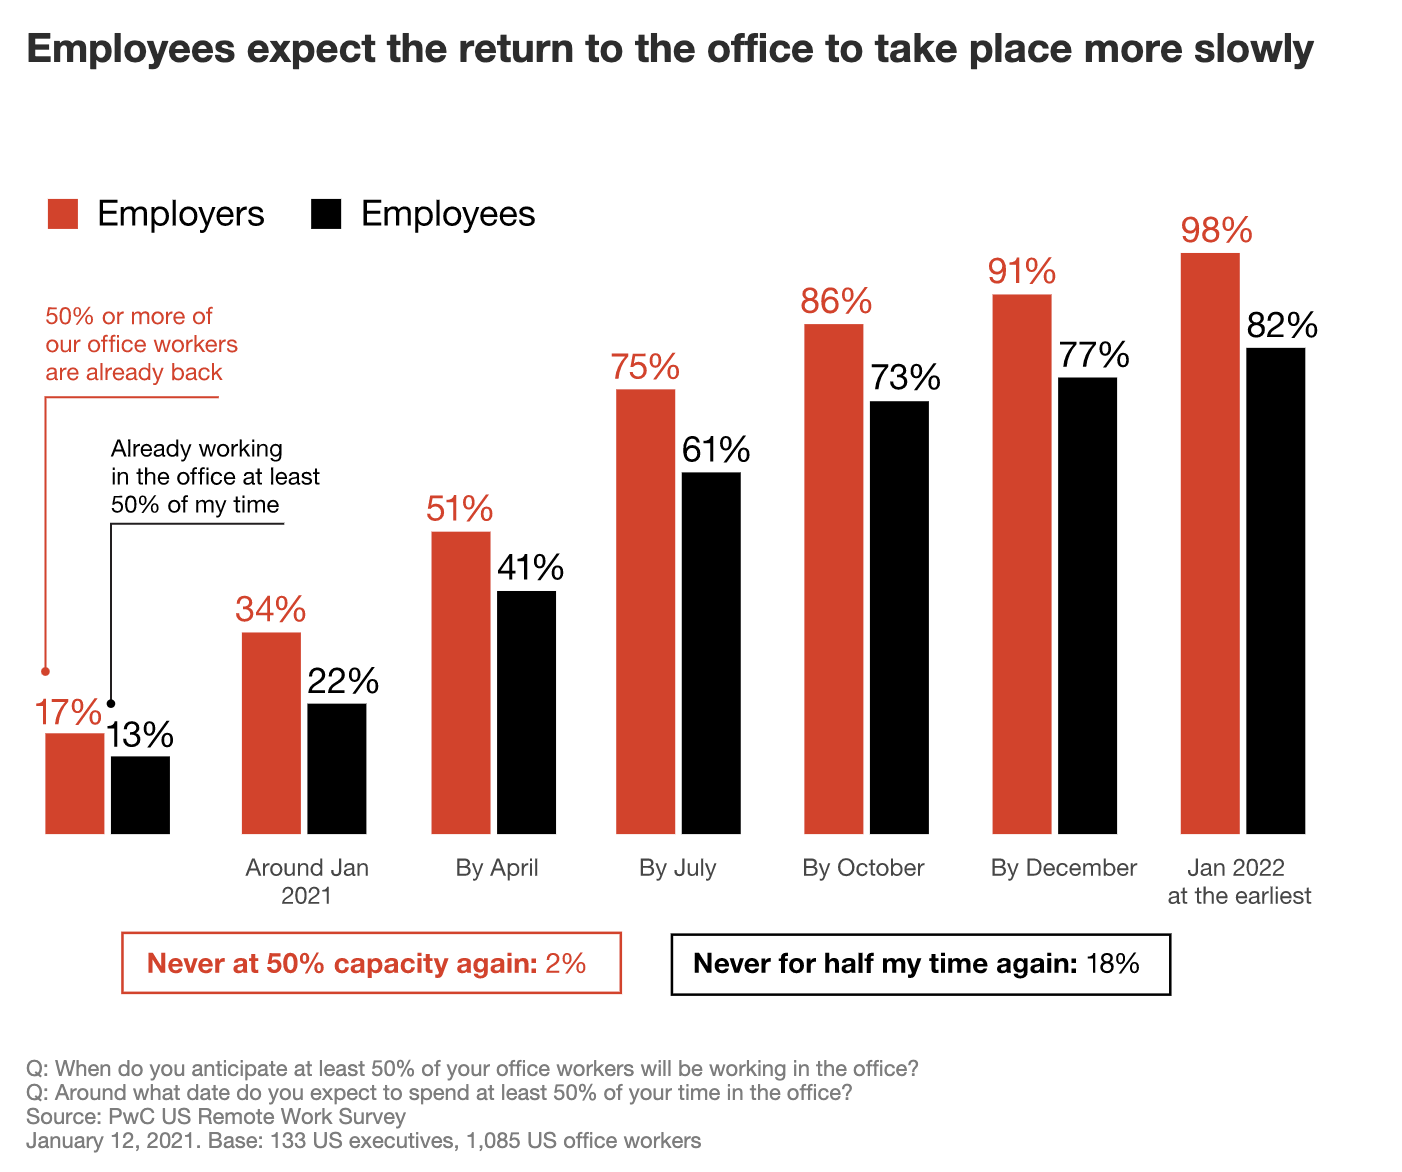 Employees expect the return to the office to take place more slowly
Employers
Employees
50% or more of
our office workers
are already back
Already working
in the office at least
50% of my time
17%
13%
34%
22%
51%
41%
75%
61%
86%
73%
91%
77%
98%
82%
Around Jan
2021
By April
By July
By October
By December
Jan 2022
at the earliest
Never at 50% capacity again: 2%
Never for half my time again: 18%
Q: When do you anticipate at least 50% of your office workers will be working in the office?
Q: Around what date do you expect to spend at least 50% of your time in the office?
Source: PwC US Remote Work Survey
January 12, 2021. Base: 133 US executives, 1,085 US office workers